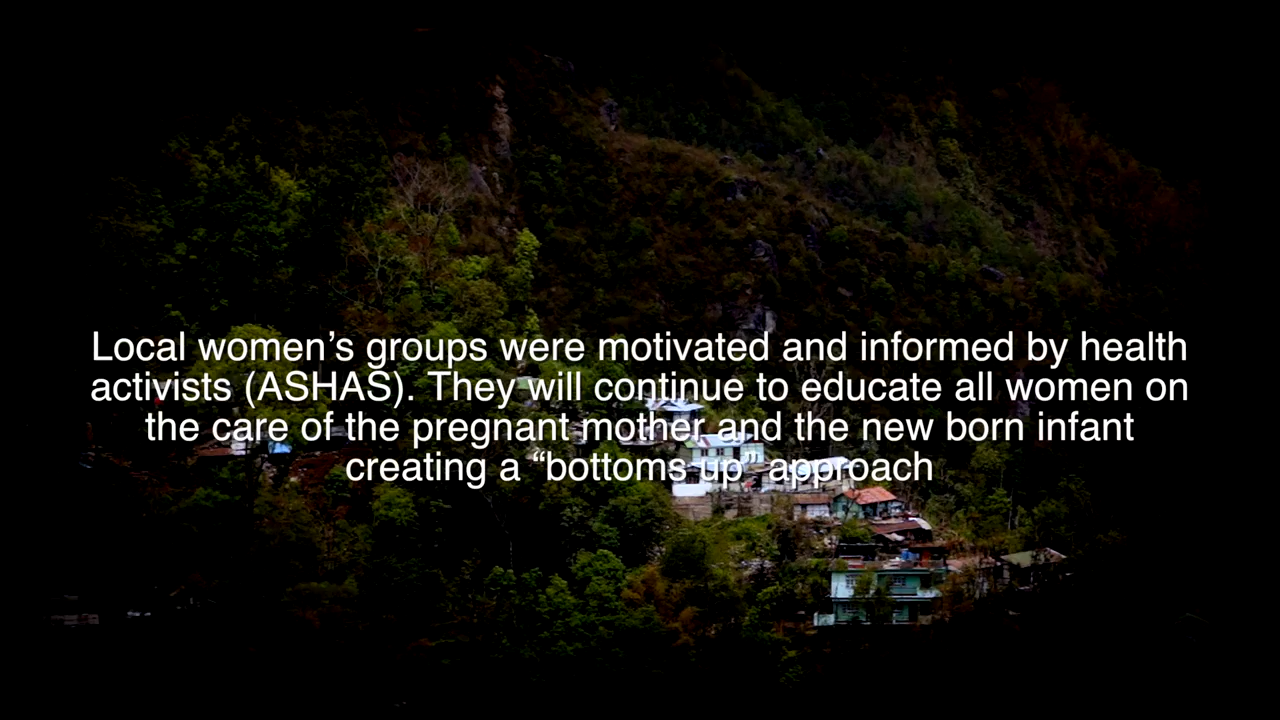 Local women’s groups were motivated and informed by health
activists (ASHAS). They will continue to educate all women on
the care of the pregnant mother and the new born infant
creating a “bottoms up” approach